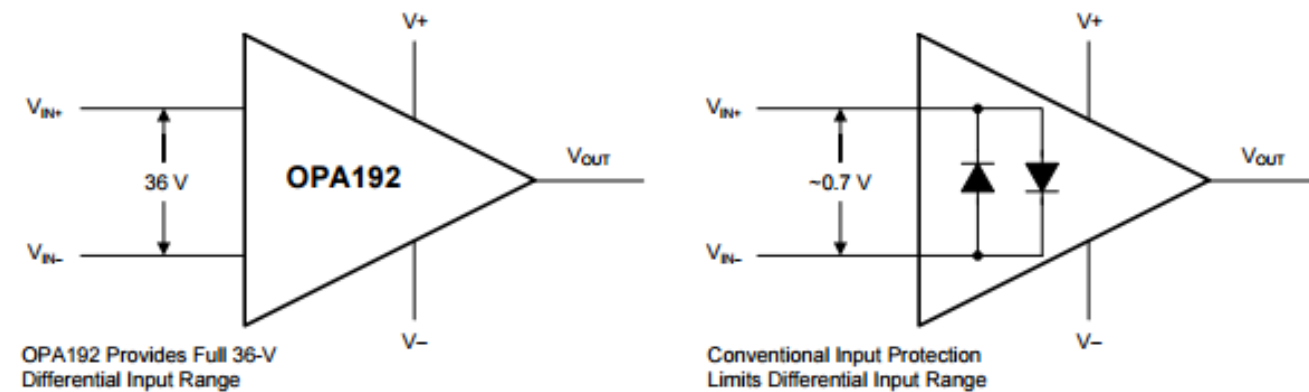 V+
V+
VIN+
VIN+
36 V
OPA192
VOUT
~0.7 V
VOUT
VIN–
VIN–
V–
V–
OPA192 Provides Full 36-V
Differential Input Range
Conventional Input Protection
Limits Differential Input Range